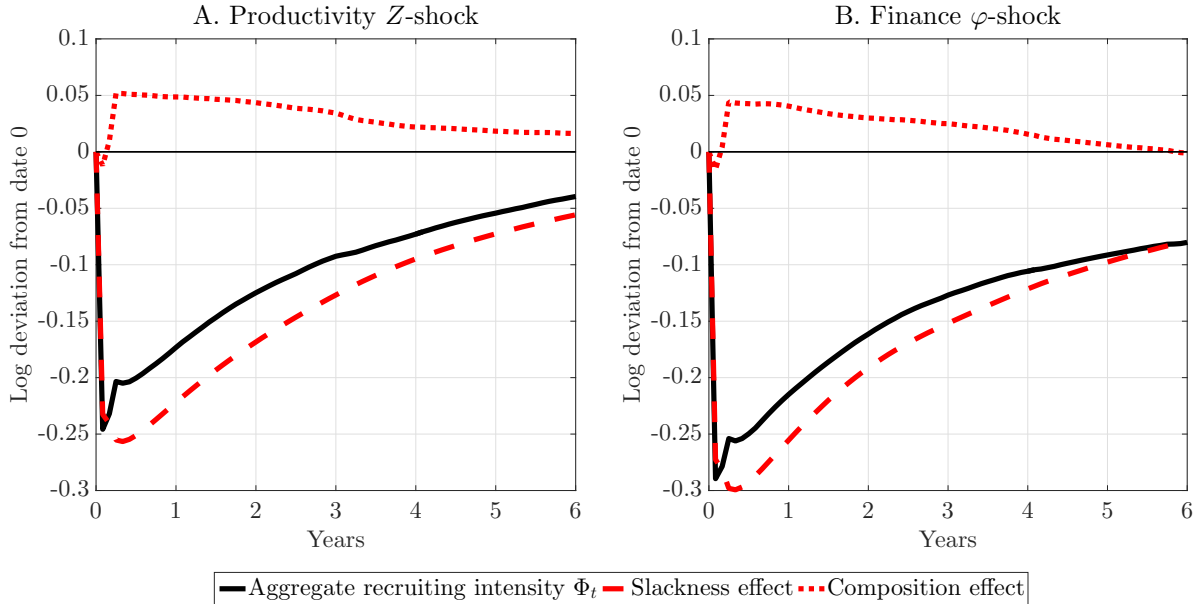 A. Productivity Z-shock
B. Finance φ-shock
Log deviation from date 0
0.1
0.05
0
-0.05
-0.1
-0.15
-0.2
-0.25
-0.3
0 1 2 3 4 5 6
Years
Log deviation from date 0
0.1
0.05
0
-0.05
-0.1
-0.15
-0.2
-0.25
-0.3
0 1 2 3 4 5 6
Years
Aggregate recruiting intensity Φt Slackness effect Composition effect